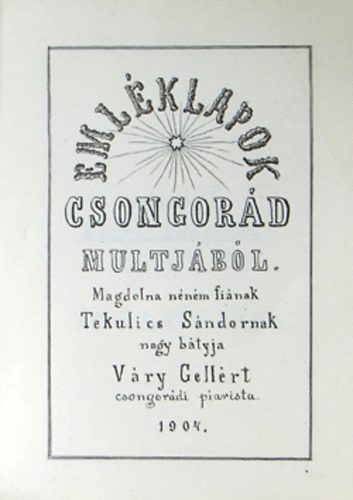 EMLÉKLAPOK
CSONGORÁD
MULTJÁBÓL.
Magdolna néném fiának
Tekulics Sándornak
nagy bátyja
Váry Gellért
csongorádi piarista.
1904.